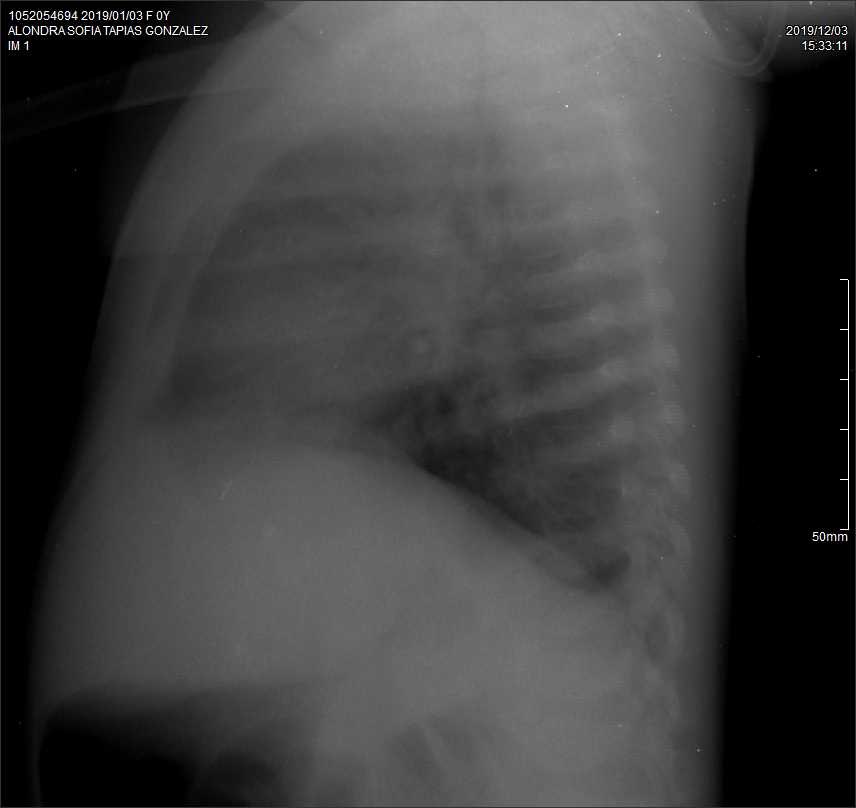 1052054694 2019/01/03 F 0Y
ALONDRA SOFIA TAPIAS GONZALEZ
IM 1
2019/12/03
15:33:11
50mm